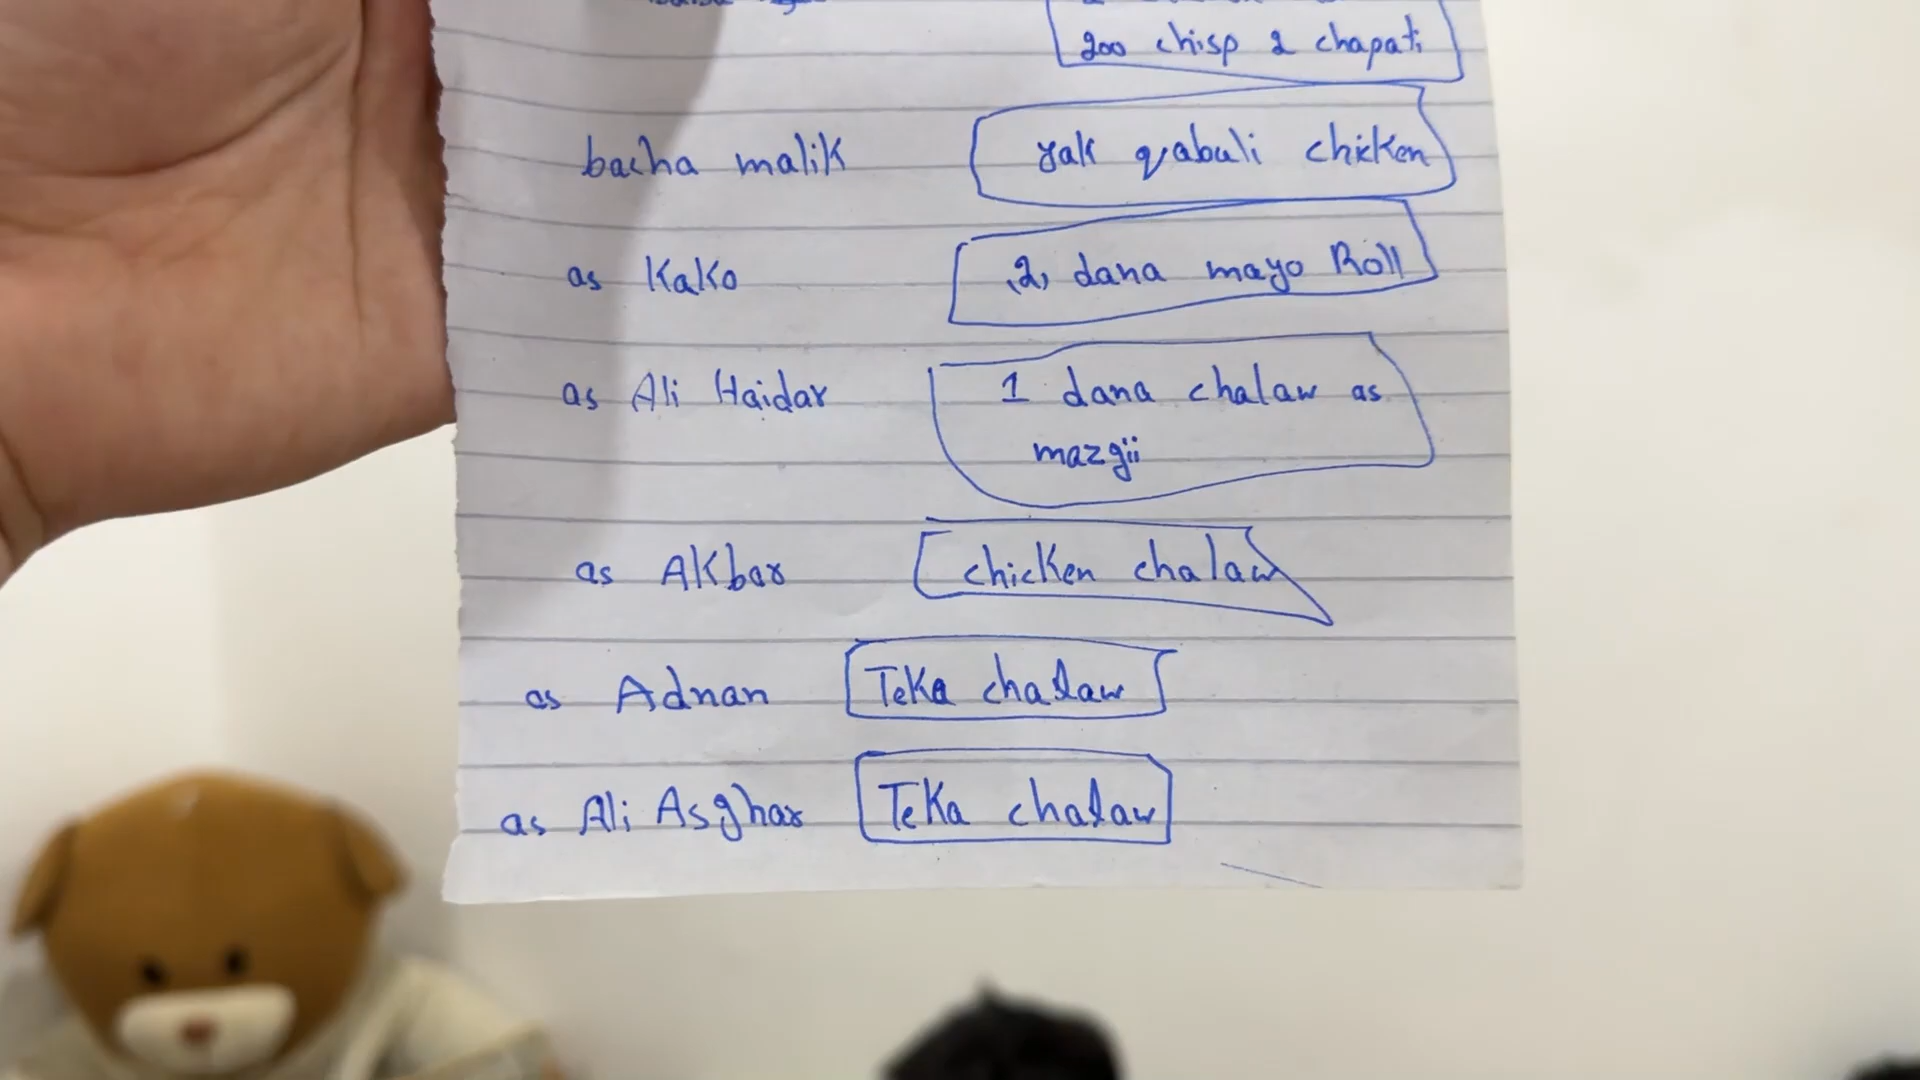 200 chisp 2 chapati
bacha malik yak qabuli chicken
as Kako 2, dana mayo Roll
as Ali Haidar 1 dana chalaw as
mazgii
as Akbar chicken chalaw
as Adnan Teka chalaw
as Ali Asghar Teka chalaw